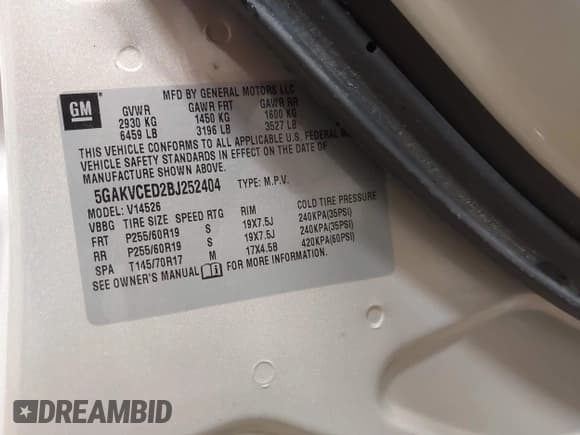 GM
MFD BY GENERAL MOTORS LLC
GVWR GAWR FRT GAWR RR
2930 KG 1450 KG 1600 KG
6459 LB 3196 LB 3527 LB
THIS VEHICLE CONFORMS TO ALL APPLICABLE U.S. FEDERAL M
VEHICLE SAFETY STANDARDS IN EFFECT ON THE DATE OF
MANUFACTURE SHOWN ABOVE.
5GAKVCED2BJ252404 TYPE: M.P.V.
MODEL: V14526
VBBG TIRE SIZE SPEED RTG RIM COLD TIRE PRESSURE
FRT P255/60R19 S 19X7.5J 240KPA(35PSI)
RR P255/60R19 S 19X7.5J 240KPA(35PSI)
SPA T145/70R17 M 17X4.5B 420KPA(60PSI)
SEE OWNER'S MANUAL FOR MORE INFORMATION.
DREAMBID